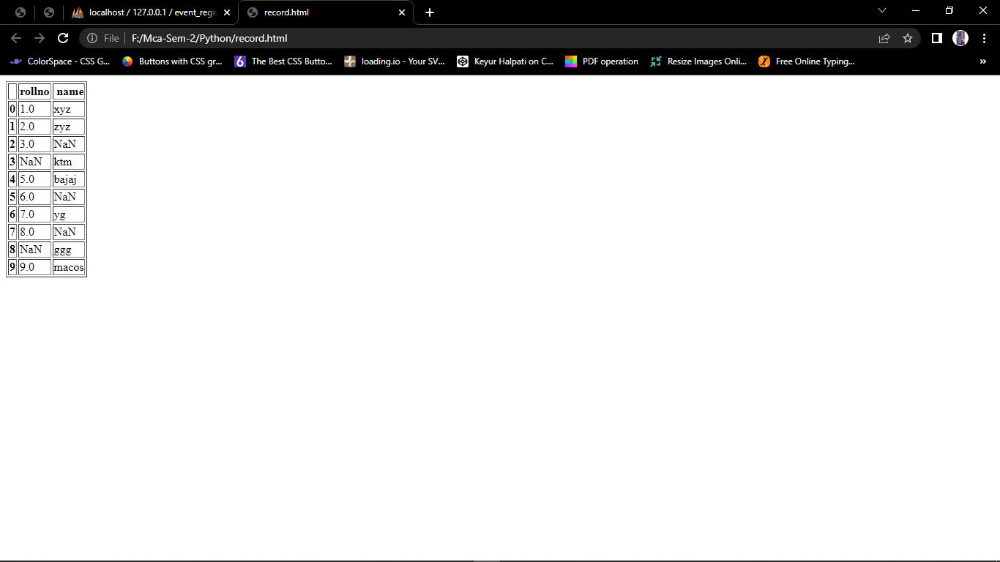 localhost / 127.0.0.1 / event_regis
record.html
File F:/Mca-Sem-2/Python/record.html
ColorSpace - CSS G... Buttons with CSS gr... 6 The Best CSS Butto... loading.io - Your SV... Keyur Halpati on C... PDF operation Resize Images Onli... Free Online Typing... »
rollno name
0 1.0 xyz
1 2.0 zyz
2 3.0 NaN
3 NaN ktm
4 5.0 bajaj
5 6.0 NaN
6 7.0 yg
7 8.0 NaN
8 NaN ggg
9 9.0 macos